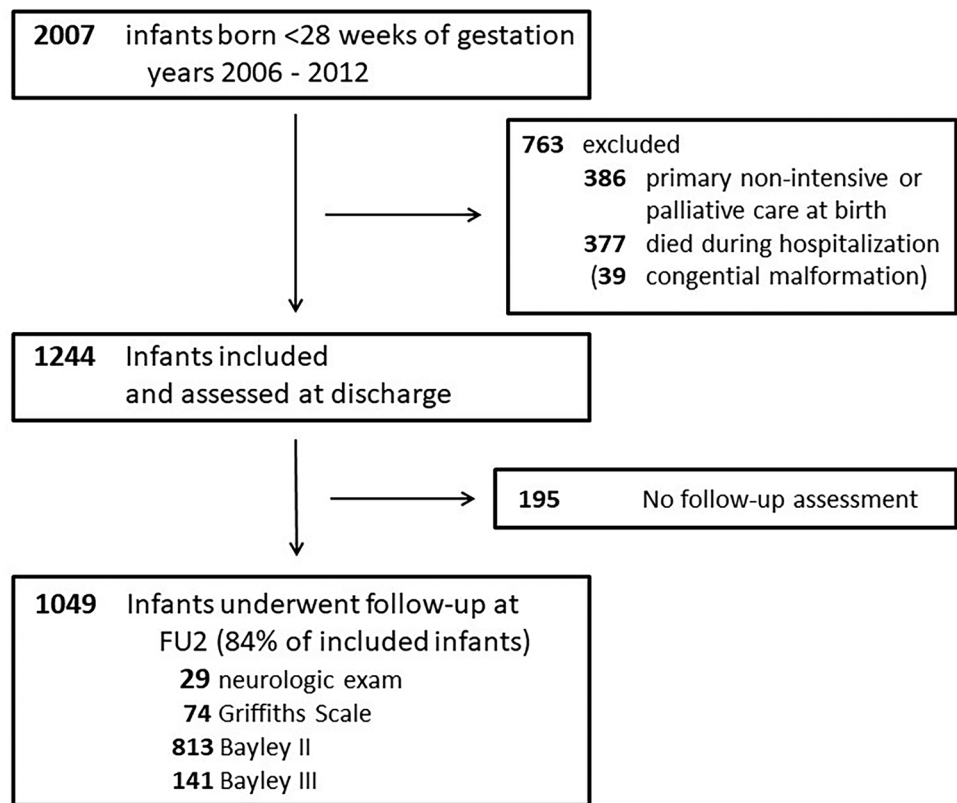 2007 infants born <28 weeks of gestation
years 2006 - 2012
763 excluded
386 primary non-intensive or
palliative care at birth
377 died during hospitalization
(39 congential malformation)
1244 Infants included
and assessed at discharge
195 No follow-up assessment
1049 Infants underwent follow-up at
FU2 (84% of included infants)
29 neurologic exam
74 Griffiths Scale
813 Bayley II
141 Bayley III